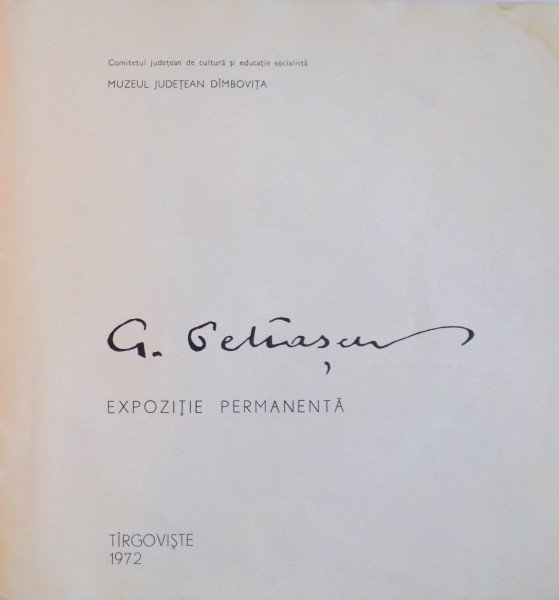 Comitetul județean de cultură și educație socialistă
MUZEUL JUDEȚEAN DÎMBOVIȚA
G. Petrașcu
EXPOZIȚIE PERMANENTĂ
TÎRGOVIȘTE
1972